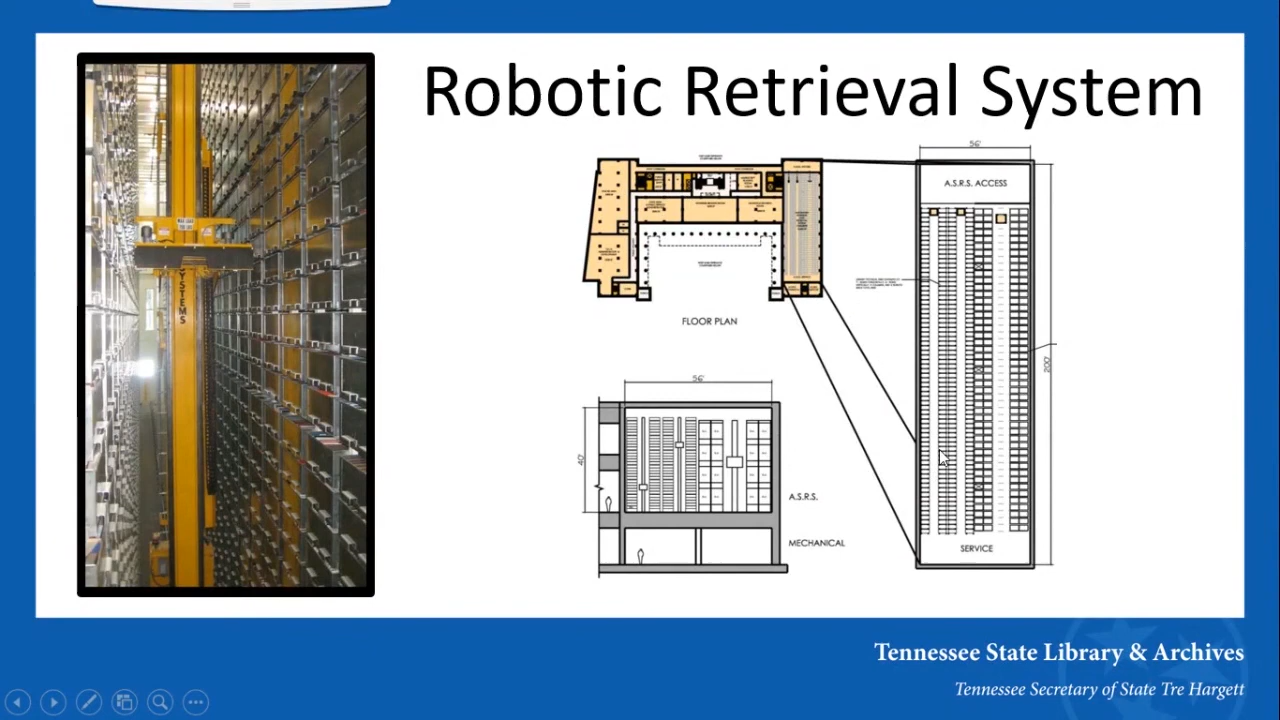 Robotic Retrieval System
56'
A.S.R.S. ACCESS
FLOOR PLAN
200'
56'
40'
A.S.R.S.
MECHANICAL
SERVICE
SYSTEMS
Tennessee State Library & Archives
Tennessee Secretary of State Tre Hargett